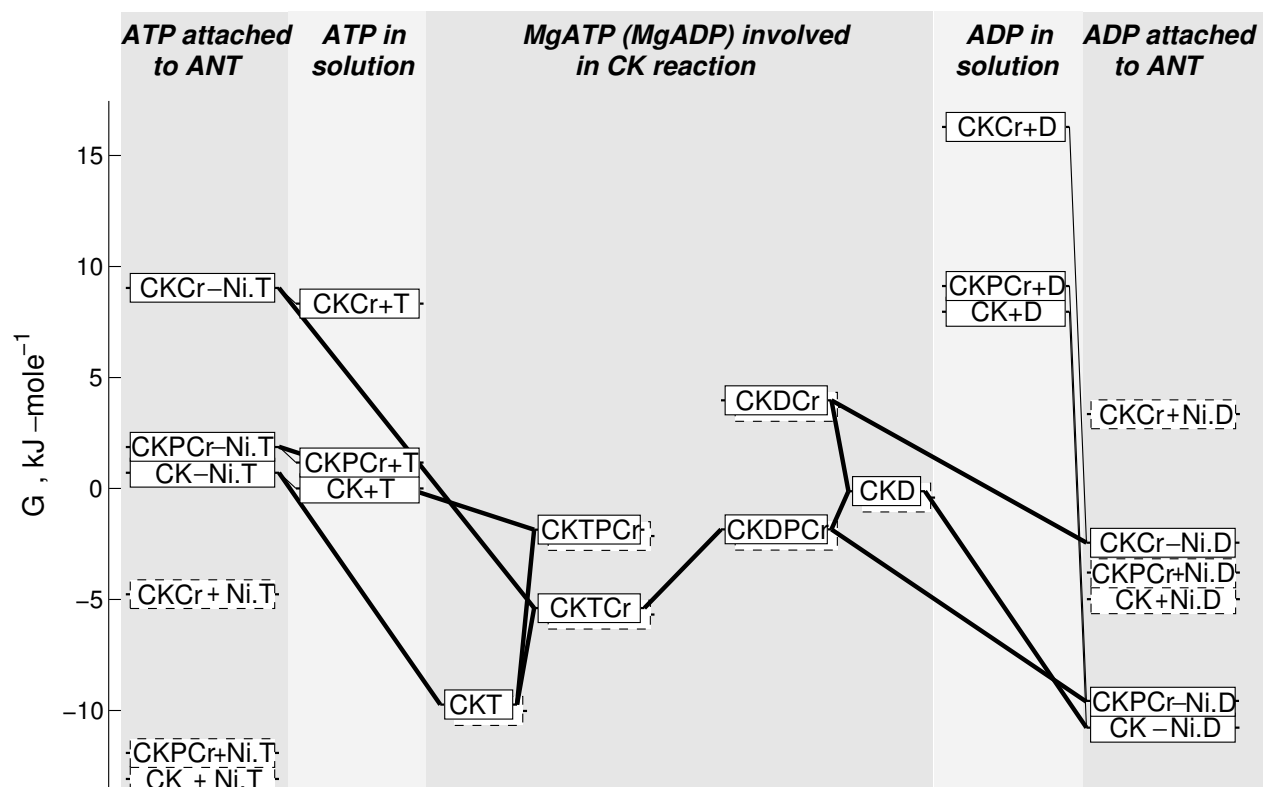 ATP attached
to ANT
ATP in
solution
MgATP (MgADP) involved
in CK reaction
ADP in
solution
ADP attached
to ANT
G , kJ −mole−1
15
10
5
0
−5
−10
CKCr−Ni.T
CKPCr−Ni.T
CK−Ni.T
CKCr + Ni.T
CKPCr+Ni.T
CK + Ni.T
CKCr+T
CKPCr+T
CK+T
CKT
CKTPCr
CKTCr
CKDCr
CKDPCr
CKD
CKCr+D
CKPCr+D
CK+D
CKCr+Ni.D
CKCr−Ni.D
CKPCr+Ni.D
CK+Ni.D
CKPCr−Ni.D
CK −Ni.D